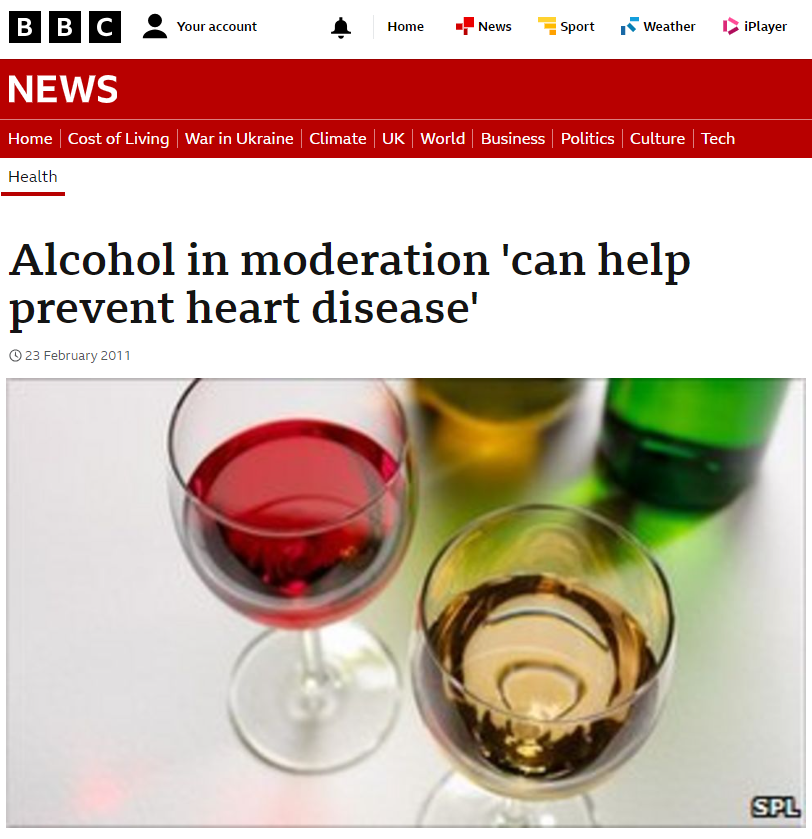 BBC Your account Home News Sport Weather iPlayer
NEWS
Home Cost of Living War in Ukraine Climate UK World Business Politics Culture Tech
Health
Alcohol in moderation 'can help
prevent heart disease'
23 February 2011
SPL